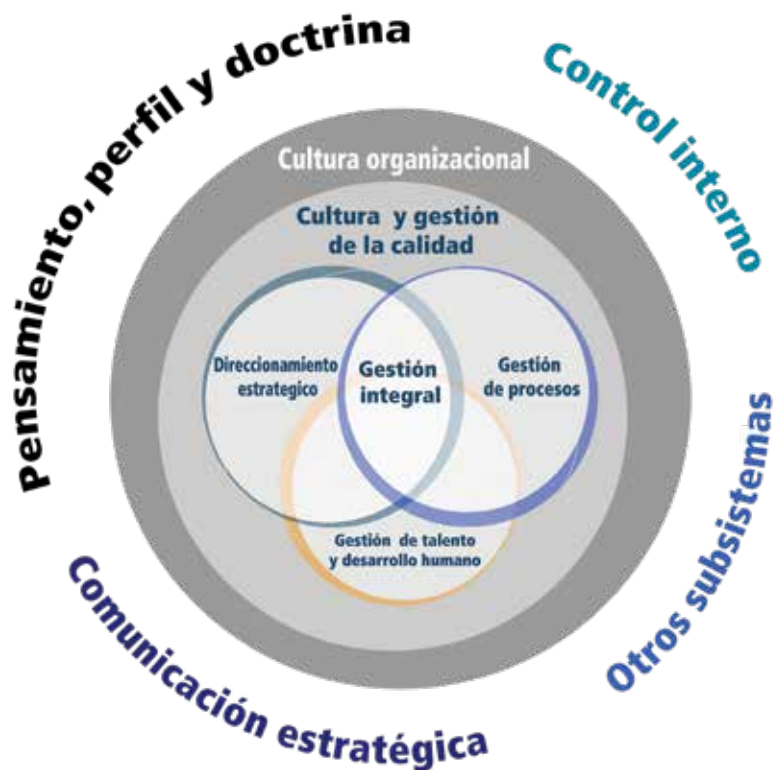 Pensamiento, perfil y doctrina
Control interno
Cultura organizacional
Cultura y gestión
de la calidad
Direccionamiento
estrategico
Gestión
integral
Gestión
de procesos
Gestión de talento
y desarrollo humano
Otros subsistemas
Comunicación estratégica